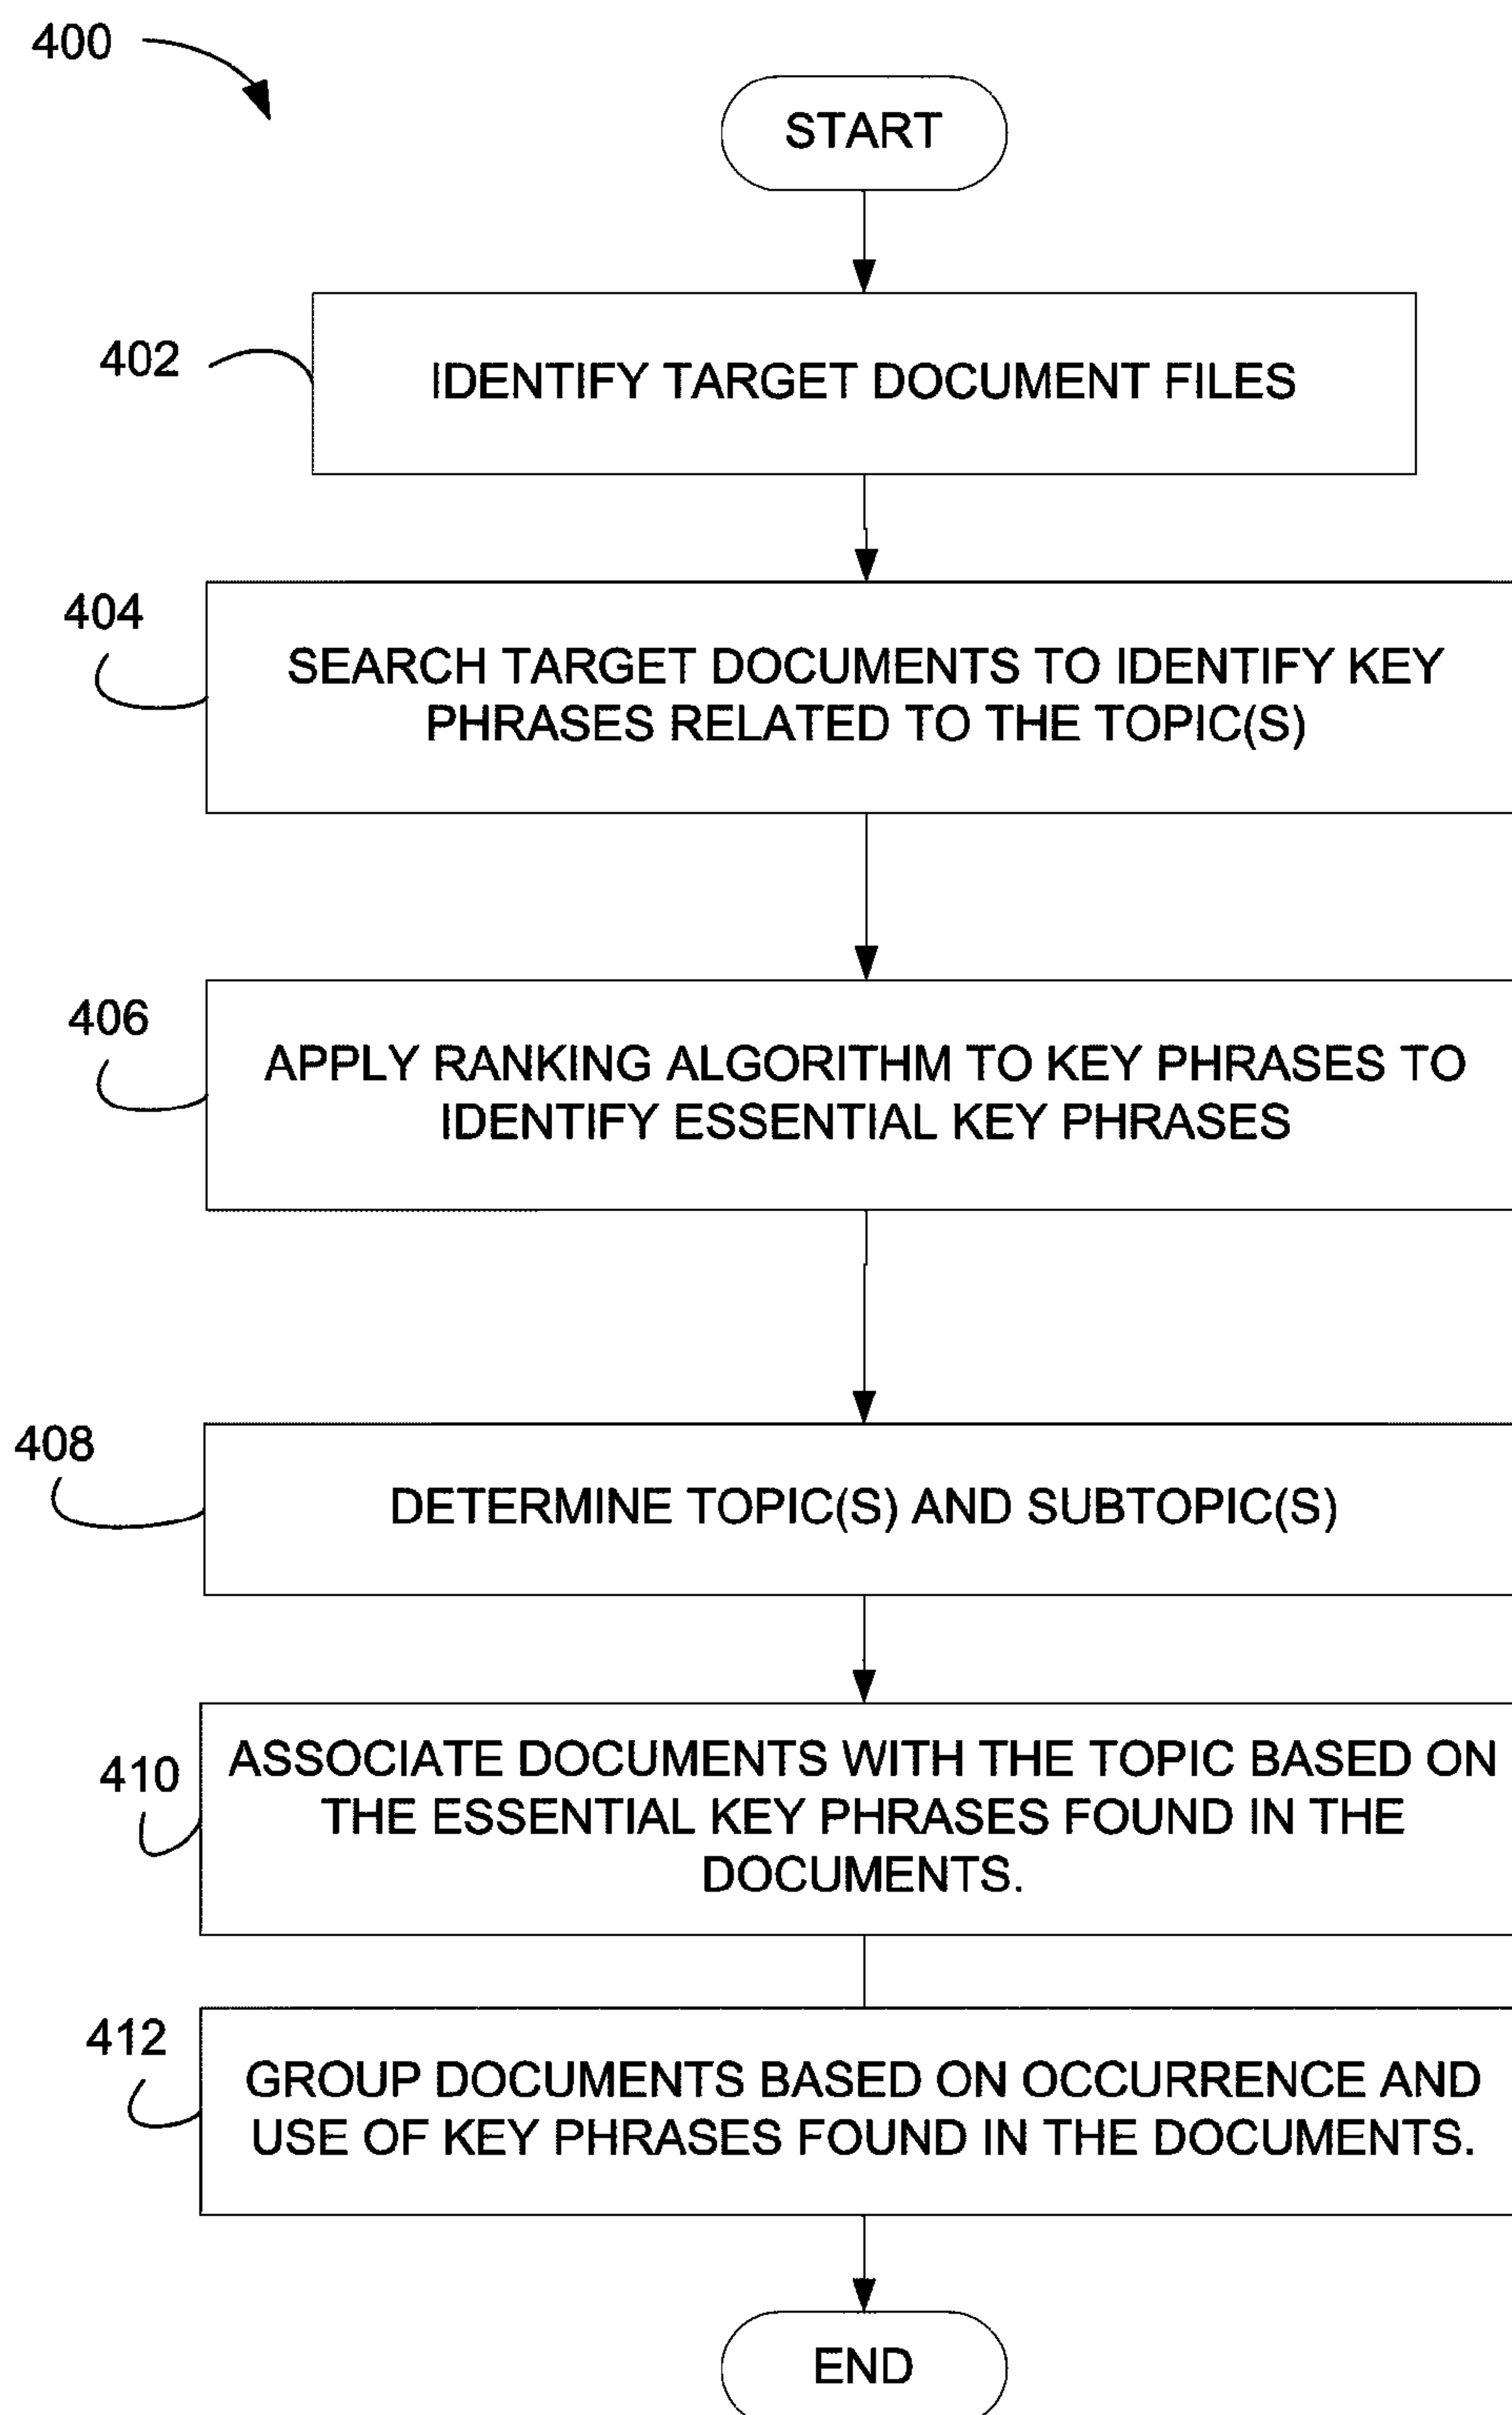 400
START
402
IDENTIFY TARGET DOCUMENT FILES
404
SEARCH TARGET DOCUMENTS TO IDENTIFY KEY
PHRASES RELATED TO THE TOPIC(S)
406
APPLY RANKING ALGORITHM TO KEY PHRASES TO
IDENTIFY ESSENTIAL KEY PHRASES
408
DETERMINE TOPIC(S) AND SUBTOPIC(S)
410
ASSOCIATE DOCUMENTS WITH THE TOPIC BASED ON
THE ESSENTIAL KEY PHRASES FOUND IN THE
DOCUMENTS.
412
GROUP DOCUMENTS BASED ON OCCURRENCE AND
USE OF KEY PHRASES FOUND IN THE DOCUMENTS.
END